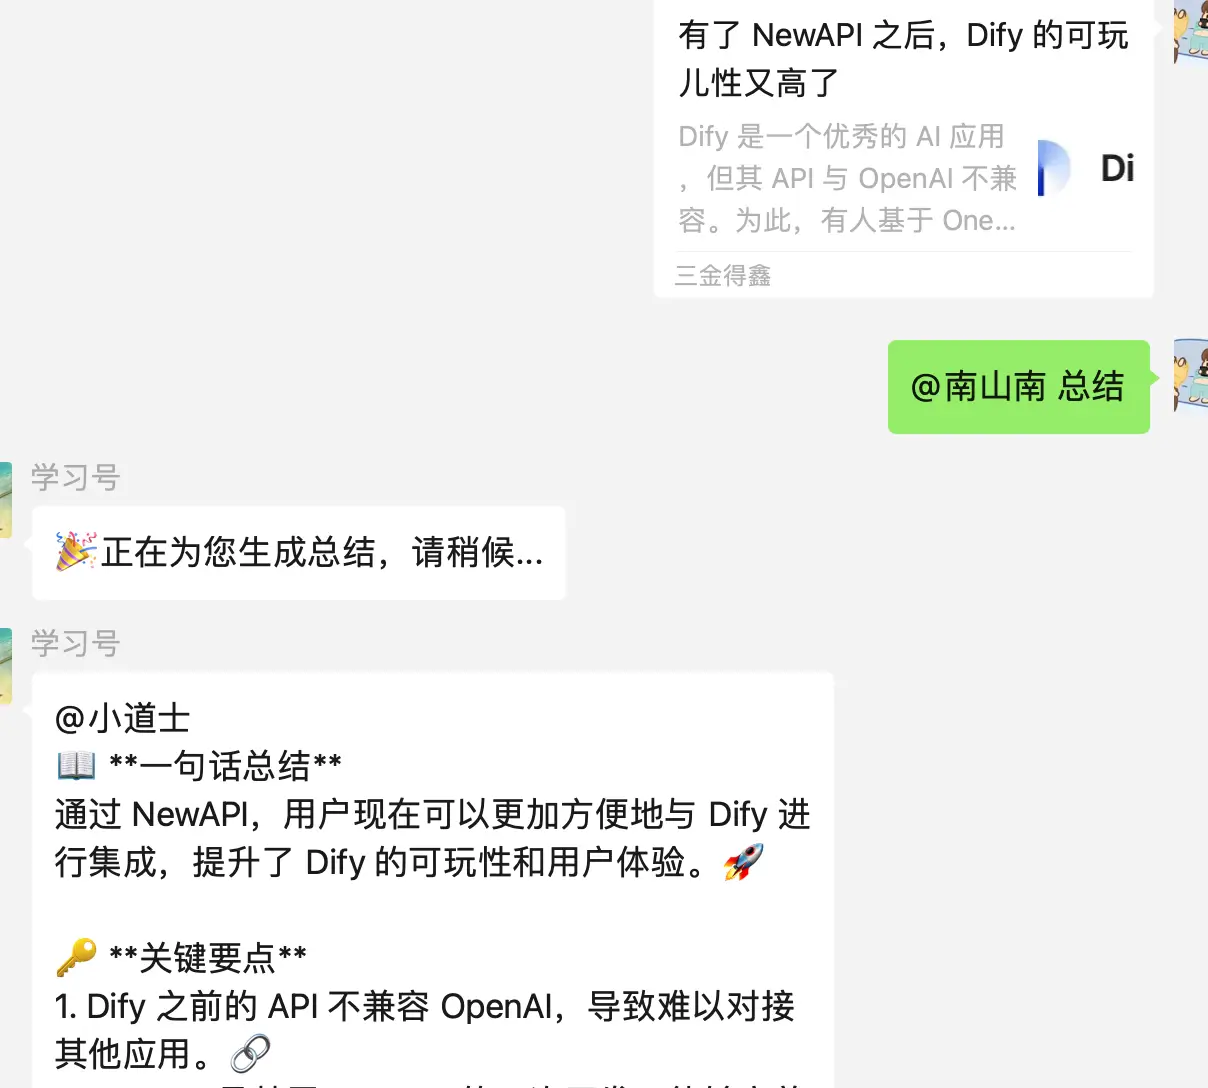 有了 NewAPI 之后，Dify 的可玩
儿性又高了
Dify 是一个优秀的 AI 应用
，但其 API 与 OpenAI 不兼
容。为此，有人基于 One...
Di
三金得鑫
@南山南 总结
学习号
🎉正在为您生成总结，请稍候...
学习号
@小道士
📖 **一句话总结**
通过 NewAPI，用户现在可以更加方便地与 Dify 进
行集成，提升了 Dify 的可玩性和用户体验。🚀
🔑 **关键要点**
1. Dify 之前的 API 不兼容 OpenAI，导致难以对接
其他应用。🔗